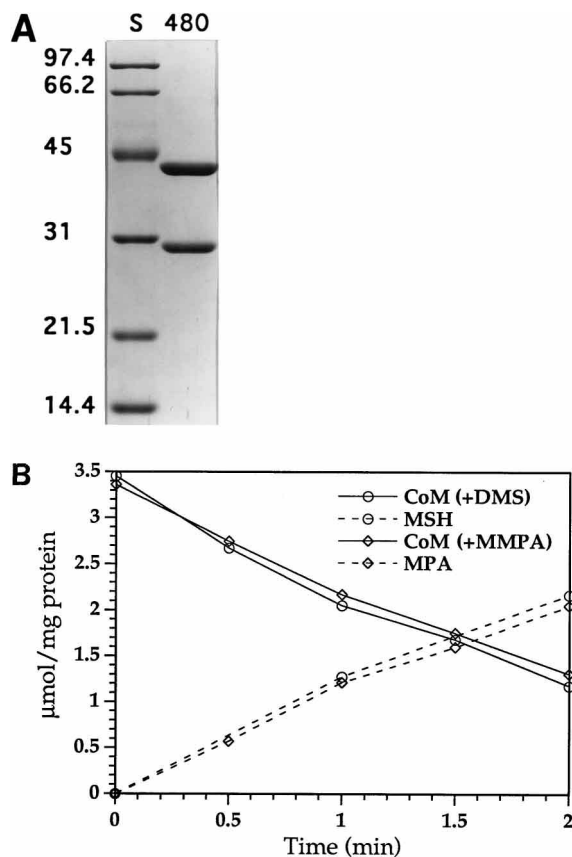 A
S 480
97.4
66.2
45
31
21.5
14.4
B
3.5
3
2.5
2
1.5
1
0.5
0
CoM (+DMS)
MSH
CoM (+MMPA)
MPA
µmol/mg protein
0 0.5 1 1.5 2
Time (min)